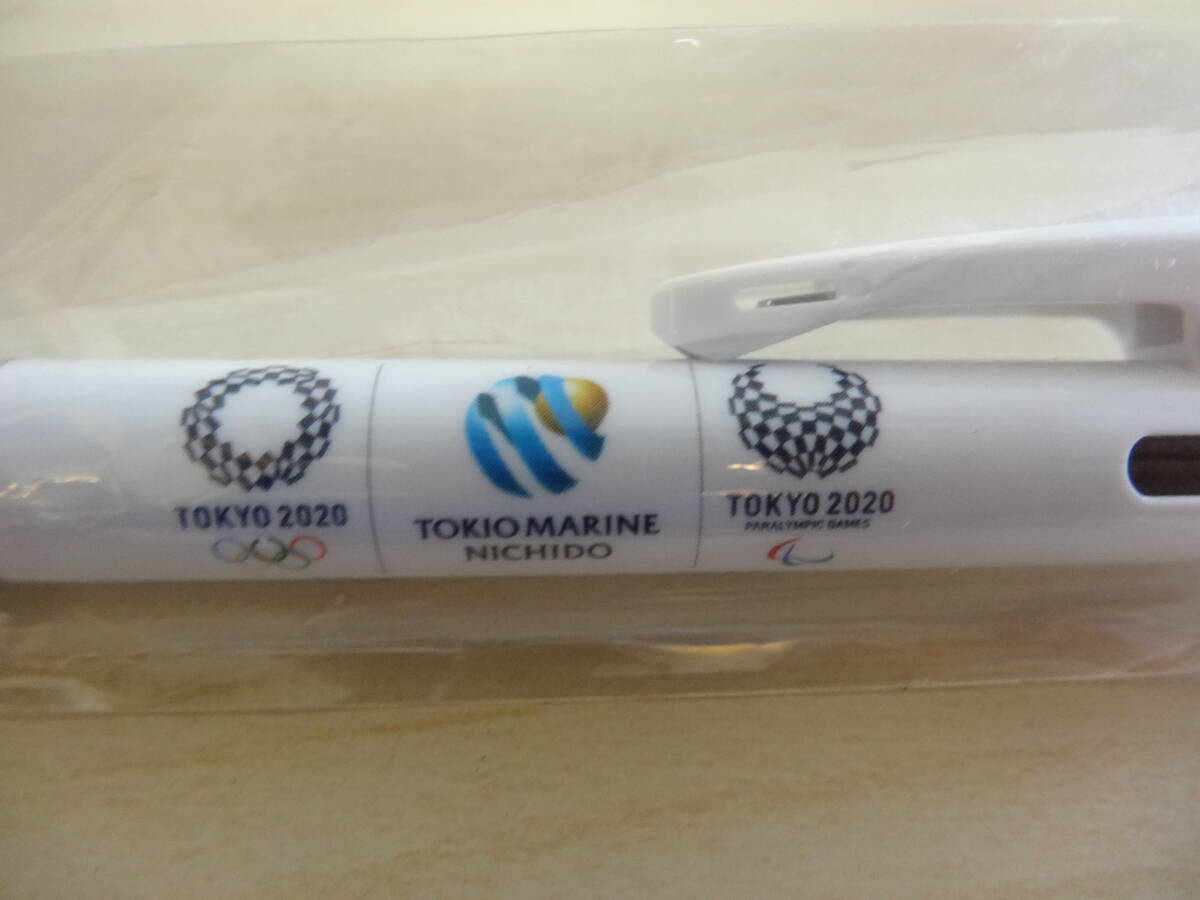 TOKYO 2020
TOKIO MARINE
NICHIDO
TOKYO 2020
PARALYMPIC GAMES